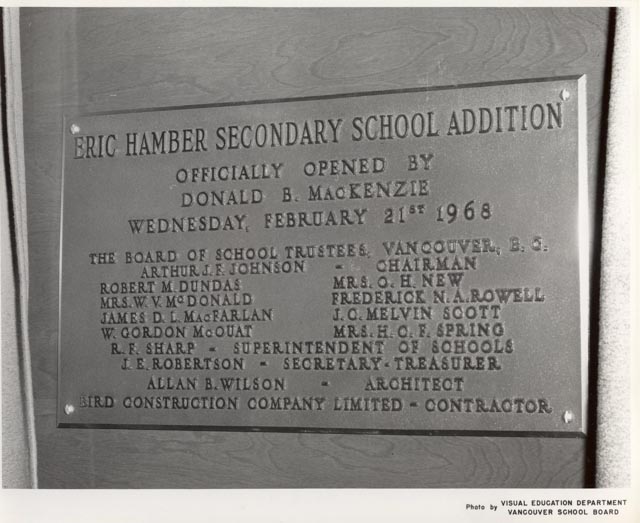 ERIC HAMBER SECONDARY SCHOOL ADDITION
OFFICIALLY OPENED BY
DONALD B. MACKENZIE
WEDNESDAY, FEBRUARY 21ST 1968
THE BOARD OF SCHOOL TRUSTEES, VANCOUVER, B. C.
ARTHUR J. F. JOHNSON - CHAIRMAN
ROBERT M. DUNDAS MRS. O. H. NEW
MRS. W. V. MCDONALD FREDERICK N. A. ROWELL
JAMES D. L. MACFARLAN J. C. MELVIN SCOTT
W. GORDON MCQUAT MRS. H. C. F. SPRING
R. F. SHARP - SUPERINTENDENT OF SCHOOLS
J. E. ROBERTSON - SECRETARY-TREASURER
ALLAN B. WILSON - ARCHITECT
BIRD CONSTRUCTION COMPANY LIMITED - CONTRACTOR
Photo by VISUAL EDUCATION DEPARTMENT
VANCOUVER SCHOOL BOARD